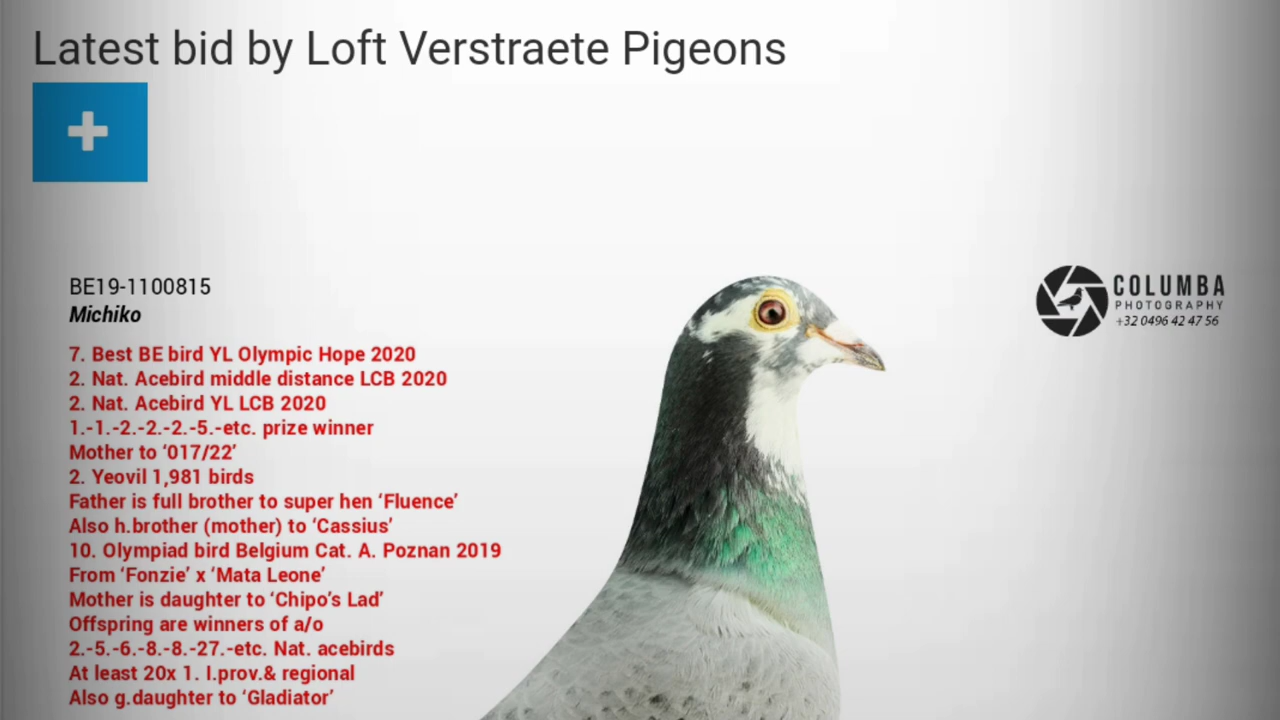 Latest bid by Loft Verstraete Pigeons
BE19-1100815
Michiko
7. Best BE bird YL Olympic Hope 2020
2. Nat. Acebird middle distance LCB 2020
2. Nat. Acebird YL LCB 2020
1.-1.-2.-2.-2.-5.-etc. prize winner
Mother to ‘017/22’
2. Yeovil 1,981 birds
Father is full brother to super hen ‘Fluence’
Also h.brother (mother) to ‘Cassius’
10. Olympiad bird Belgium Cat. A. Poznan 2019
From ‘Fonzie’ x ‘Mata Leone’
Mother is daughter to ‘Chipo’s Lad’
Offspring are winners of a/o
2.-5.-6.-8.-8.-27.-etc. Nat. acebirds
At least 20x 1. I.prov.& regional
Also g.daughter to ‘Gladiator’
COLUMBA
PHOTOGRAPHY
+32 0496 42 47 56